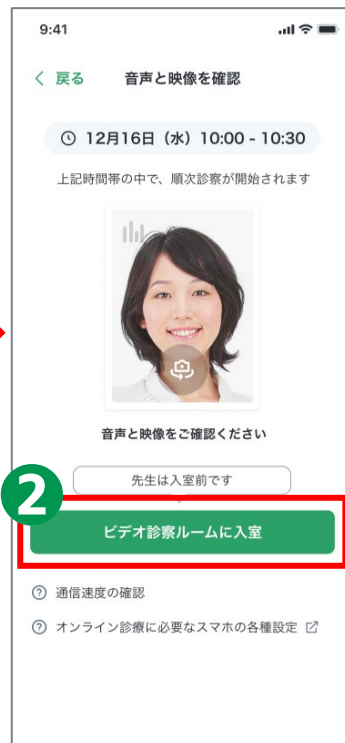 9:41
戻る 音声と映像を確認
12月16日（水）10:00 - 10:30
上記時間帯の中で、順次診察が開始されます
音声と映像をご確認ください
先生は入室前です
2
ビデオ診察ルームに入室
通信速度の確認
オンライン診療に必要なスマホの各種設定